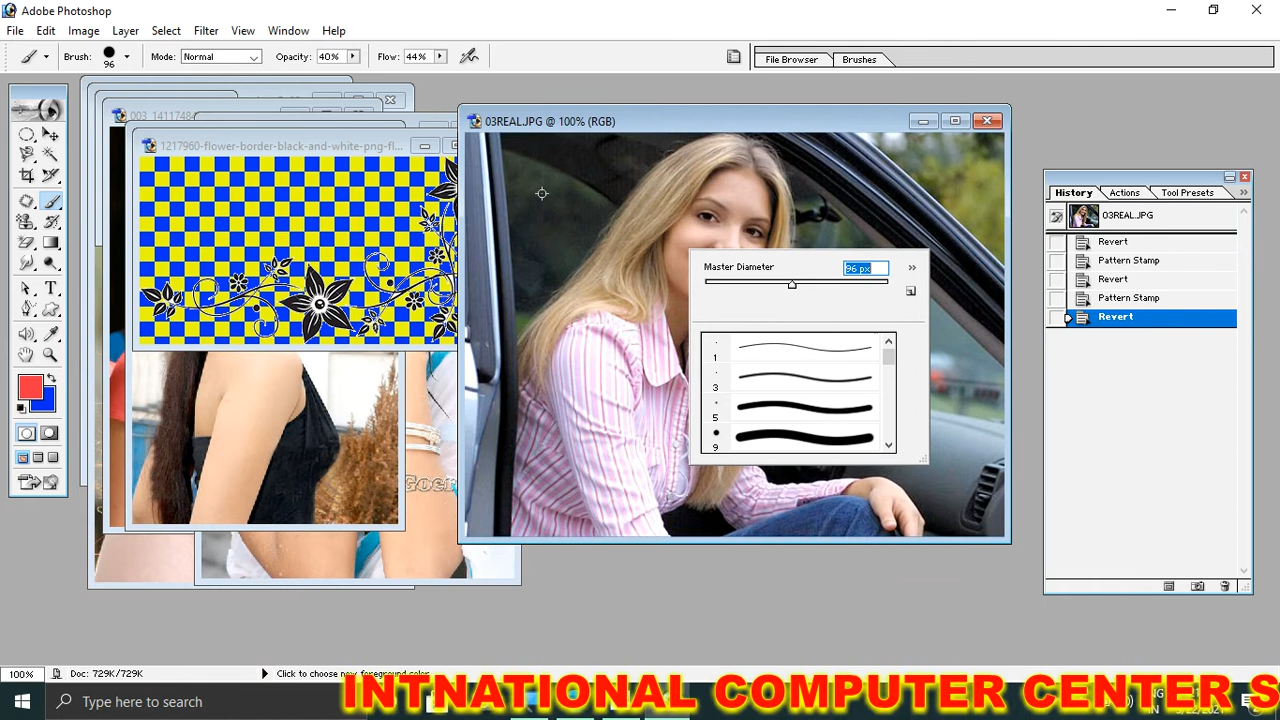 Adobe Photoshop
File Edit Image Layer Select Filter View Window Help
Brush: 96 Mode: Normal Opacity: 40% Flow: 44% File Browser Brushes
003_14117484
03REAL.JPG @ 100% (RGB)
1217960-flower-border-black-and-white-png-fl...
History Actions Tool Presets
03REAL.JPG
Revert
Pattern Stamp
Revert
Pattern Stamp
Revert
Master Diameter 96 px
1
3
5
9
100% Doc: 729K/729K Click to choose new foreground color
Type here to search
IN
INTNATIONAL COMPUTER CENTER S